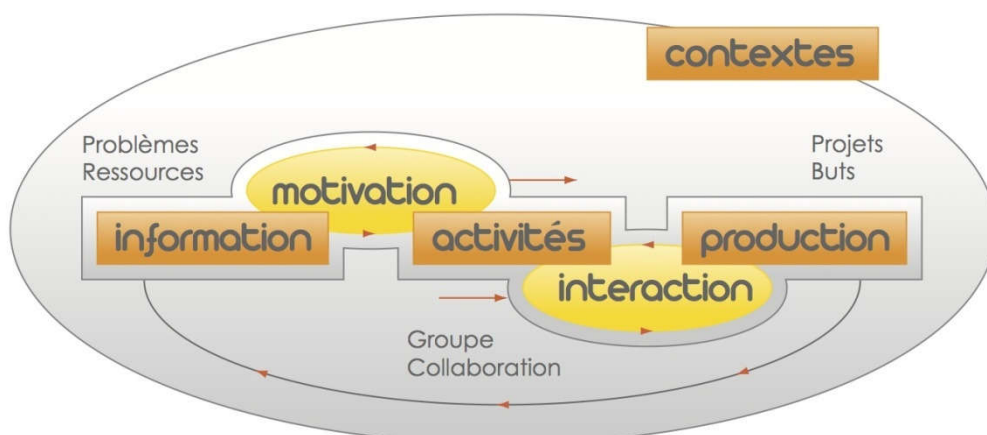 contextes
Problèmes
Ressources
Projets
Buts
motivation
information
activités
production
interaction
Groupe
Collaboration